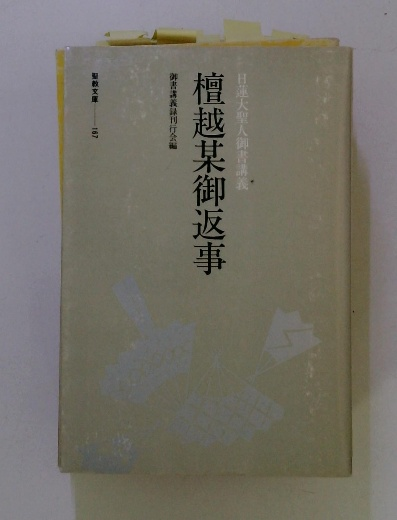 日蓮大聖人御書講義
檀越某御返事
御書講義録刊行会編
聖教文庫——167